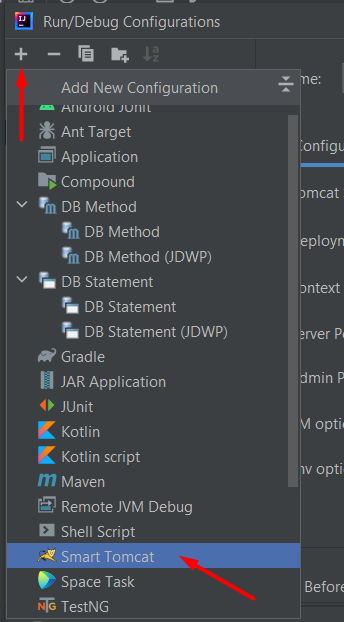 Run/Debug Configurations
Add New Configuration
me:
Android JUnit
Ant Target
Application
Compound
DB Method
DB Method
DB Method (JDWP)
DB Statement
DB Statement
DB Statement (JDWP)
Gradle
JAR Application
JUnit
Kotlin
Kotlin script
Maven
Remote JVM Debug
Shell Script
Smart Tomcat
Space Task
TestNG
Configu
omcat
eploym
ontext
erver Po
dmin P
M optio
nv optio
Before